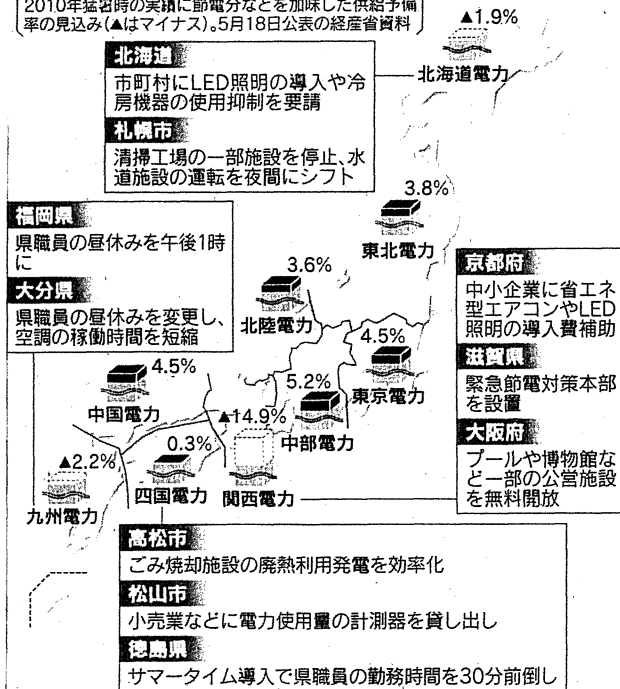 2010年猛暑時の実績に節電分などを加味した供給予備
率の見込み(▲はマイナス)。5月18日公表の経産省資料
▲1.9%
北海道電力
北海道
市町村にLED照明の導入や冷
房機器の使用抑制を要請
札幌市
清掃工場の一部施設を停止、水
道施設の運転を夜間にシフト
3.8%
東北電力
福岡県
県職員の昼休みを午後1時
に
大分県
県職員の昼休みを変更し、
空調の稼働時間を短縮
3.6%
北陸電力
京都府
中小企業に省エネ
型エアコンやLED
照明の導入費補助
滋賀県
緊急節電対策本部
を設置
大阪府
プールや博物館な
ど一部の公営施設
を無料開放
4.5%
東京電力
4.5%
中国電力
5.2%
中部電力
▲14.9%
関西電力
0.3%
四国電力
▲2.2%
九州電力
高松市
ごみ焼却施設の廃熱利用発電を効率化
松山市
小売業などに電力使用量の計測器を貸し出し
徳島県
サマータイム導入で県職員の勤務時間を30分前倒し